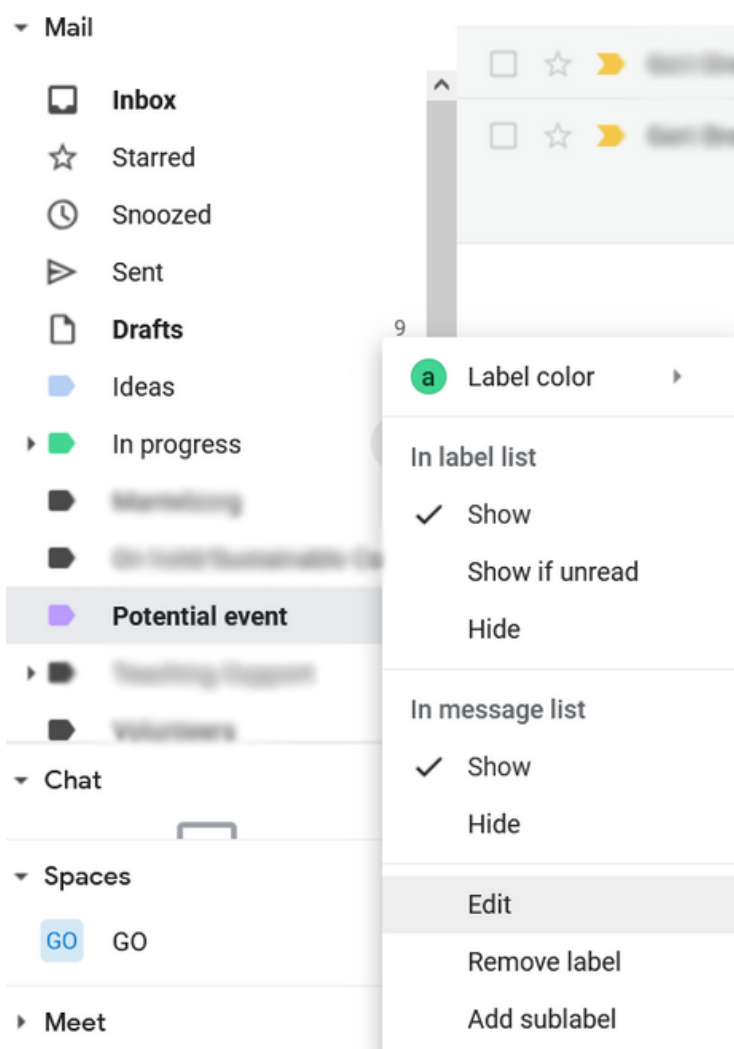 Mail
Inbox
Starred
Snoozed
Sent
Drafts 9
Ideas
In progress
Potential event
Chat
Spaces
GO GO
Meet
a Label color
In label list
Show
Show if unread
Hide
In message list
Show
Hide
Edit
Remove label
Add sublabel